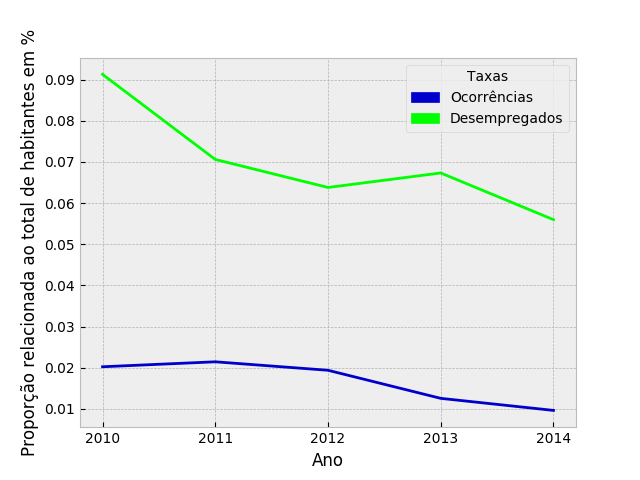 Proporção relacionada ao total de habitantes em %
0.09
0.08
0.07
0.06
0.05
0.04
0.03
0.02
0.01
Taxas
Ocorrências
Desempregados
2010 2011 2012 2013 2014
Ano